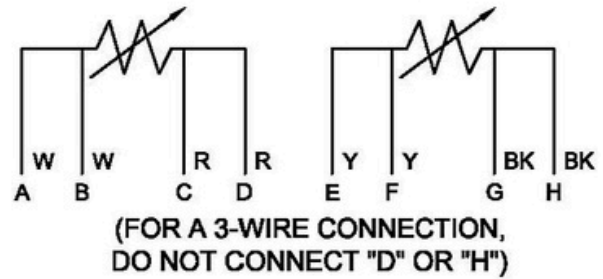 W W R R Y Y BK BK
A B C D E F G H
(FOR A 3-WIRE CONNECTION,
DO NOT CONNECT "D" OR "H")